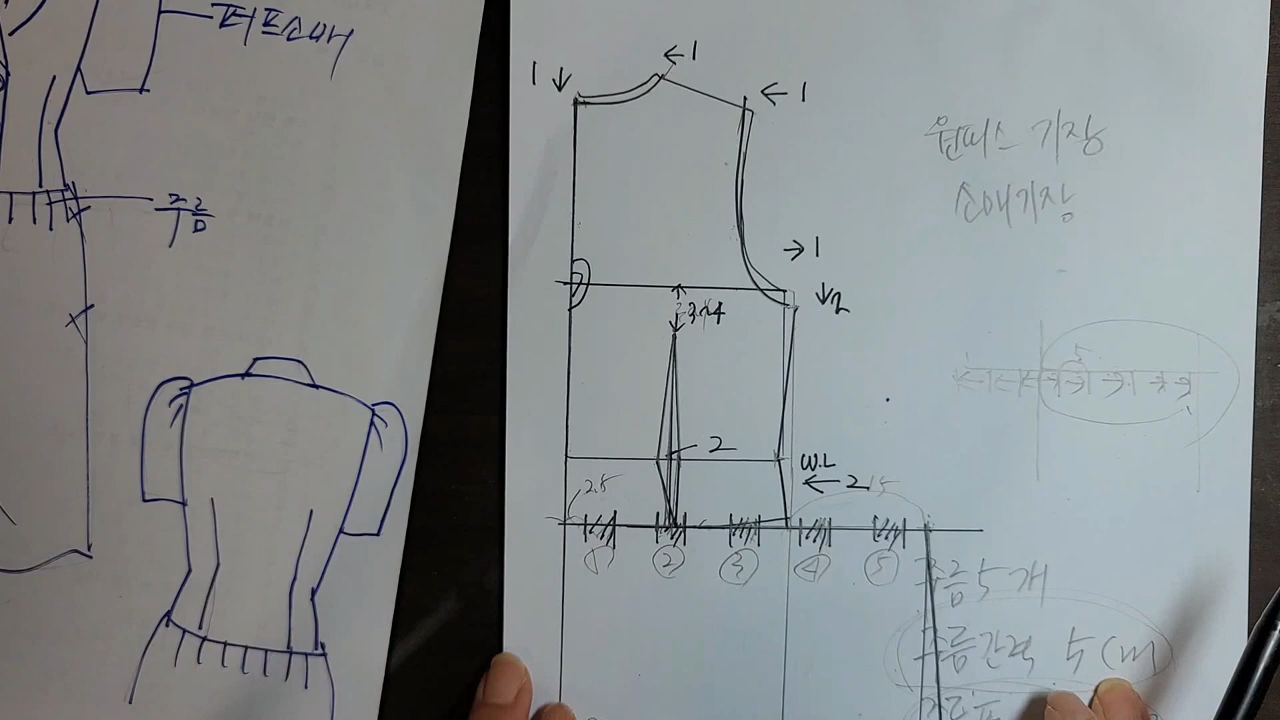 퍼프소매
주름
1 ↓
← 1
← 1
원피스 기장
소매기장
→ 1
↓ 2
3~4
5
2
W.L
← 2
15
2.5
① ② ③ ④ ⑤
주름 5개
주름간격 5cm